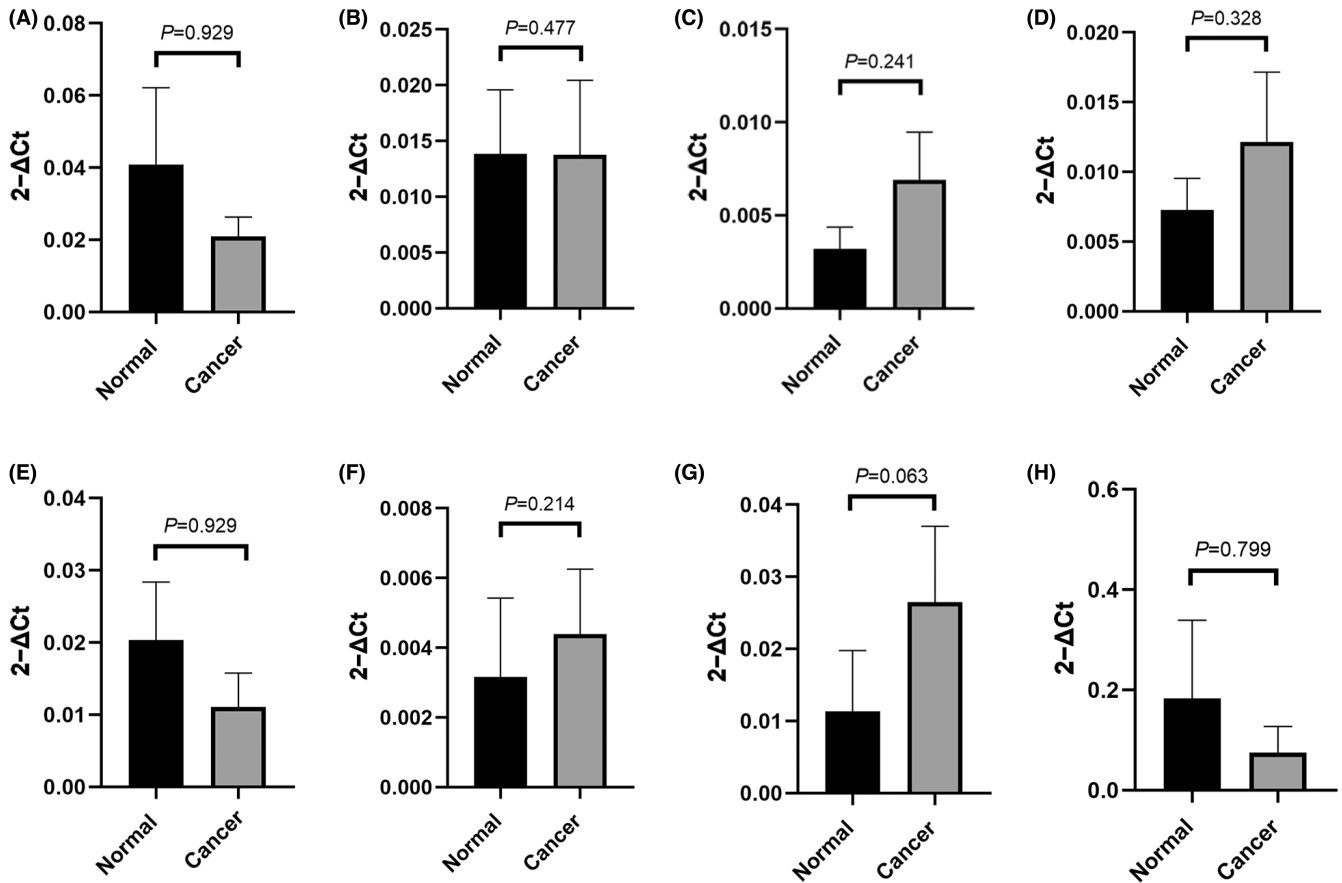 (A)
P=0.929
0.08
0.06
0.04
0.02
0.00
2−ΔCt
Normal
Cancer
(B)
P=0.477
0.025
0.020
0.015
0.010
0.005
0.000
2−ΔCt
Normal
Cancer
(C)
P=0.241
0.015
0.010
0.005
0.000
2−ΔCt
Normal
Cancer
(D)
P=0.328
0.020
0.015
0.010
0.005
0.000
2−ΔCt
Normal
Cancer
(E)
P=0.929
0.04
0.03
0.02
0.01
0.00
2−ΔCt
Normal
Cancer
(F)
P=0.214
0.008
0.006
0.004
0.002
0.000
2−ΔCt
Normal
Cancer
(G)
P=0.063
0.04
0.03
0.02
0.01
0.00
2−ΔCt
Normal
Cancer
(H)
P=0.799
0.6
0.4
0.2
0.0
2−ΔCt
Normal
Cancer